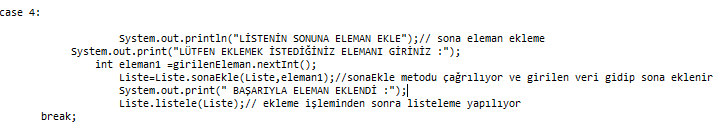 case 4:
System.out.println("LİSTENİN SONUNA ELEMAN EKLE");// sona eleman ekleme
System.out.print("LÜTFEN EKLEMEK İSTEDİĞİNİZ ELEMANI GİRİNİZ :");
int eleman1 =girilenEleman.nextInt();
Liste=Liste.sonaEkle(Liste,eleman1);//sonaEkle metodu çağrılıyor ve girilen veri gidip sona eklenir
System.out.print(" BAŞARIYLA ELEMAN EKLENDİ :");
Liste.listele(Liste);// ekleme işleminden sonra listeleme yapılıyor
break;